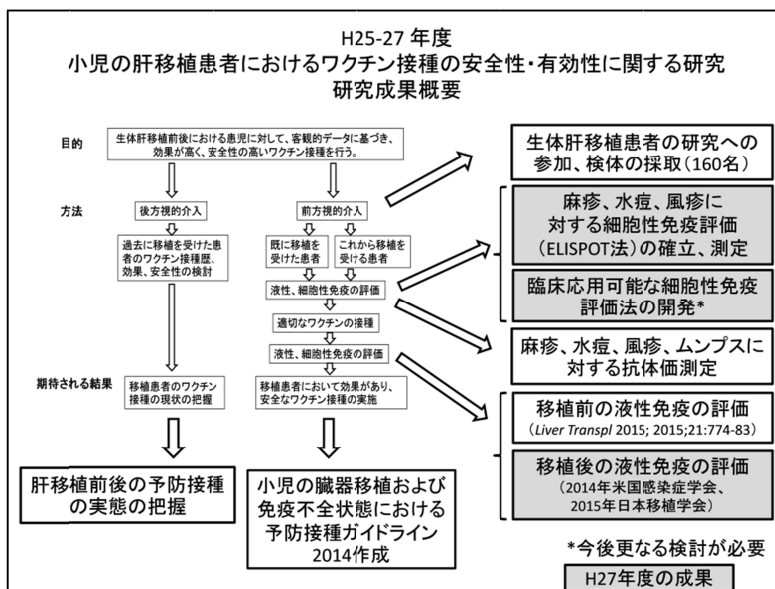 H25-27 年度
小児の肝移植患者におけるワクチン接種の安全性・有効性に関する研究
研究成果概要
目的
生体肝移植前後における患児に対して、客観的データに基づき、
効果が高く、安全性の高いワクチン接種を行う。
方法
後方視的介入
前方視的介入
過去に移植を受けた患
者のワクチン接種歴、
効果、安全性の検討
既に移植
を受けた患者
これから移植を
受ける患者
液性、細胞性免疫の評価
適切なワクチンの接種
液性、細胞性免疫の評価
期待される結果
移植患者のワクチン
接種の現状の把握
移植患者において効果があり、
安全なワクチン接種の実施
肝移植前後の予防接種
の実態の把握
小児の臓器移植および
免疫不全状態における
予防接種ガイドライン
2014作成
生体肝移植患者の研究への
参加、検体の採取（160名）
麻疹、水痘、風疹に
対する細胞性免疫評価
（ELISPOT法）の確立、測定
臨床応用可能な細胞性免疫
評価法の開発*
麻疹、水痘、風疹、ムンプスに
対する抗体価測定
移植前の液性免疫の評価
（Liver Transpl 2015; 2015;21:774-83）
移植後の液性免疫の評価
（2014年米国感染症学会、
2015年日本移植学会）
*今後更なる検討が必要
H27年度の成果